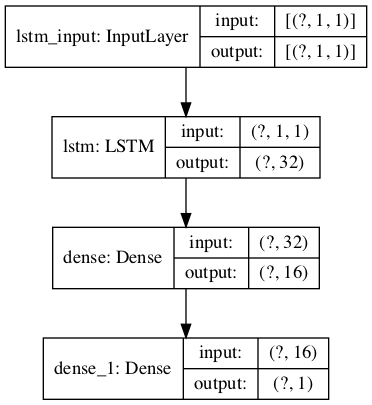 lstm_input: InputLayer
input:
[(?, 1, 1)]
output:
[(?, 1, 1)]
lstm: LSTM
input:
(?, 1, 1)
output:
(?, 32)
dense: Dense
input:
(?, 32)
output:
(?, 16)
dense_1: Dense
input:
(?, 16)
output:
(?, 1)